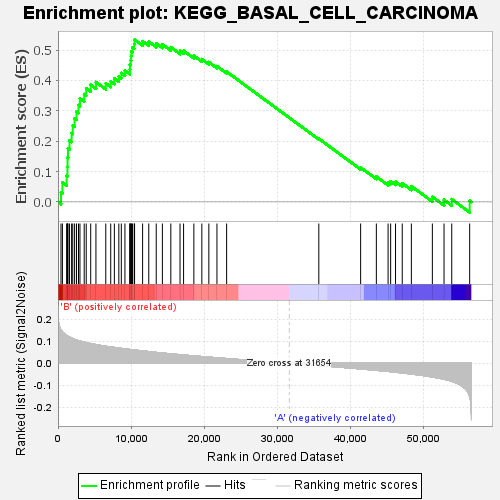 Enrichment plot: KEGG_BASAL_CELL_CARCINOMA
Enrichment score (ES)
0.5
0.4
0.3
0.2
0.1
0.0
'B' (positively correlated)
Ranked list metric (Signal2Noise)
0.2
0.1
0.0
-0.1
-0.2
Zero cross at 31654
'A' (negatively correlated)
0
10,000
20,000
30,000
40,000
50,000
Rank in Ordered Dataset
Enrichment profile
Hits
Ranking metric scores